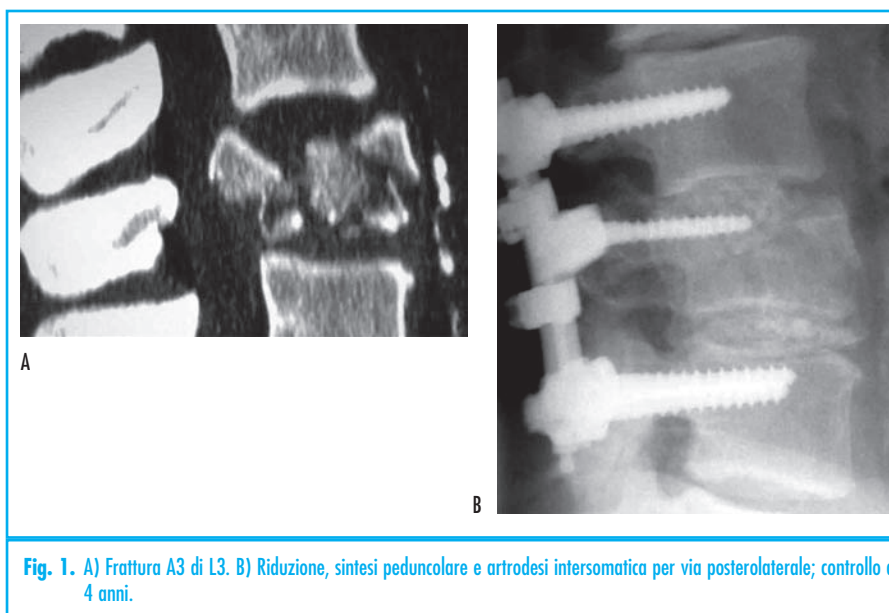 A
B
Fig. 1. A) Frattura A3 di L3. B) Riduzione, sintesi peduncolare e artrodesi intersomatica per via posterolaterale; controllo
4 anni.